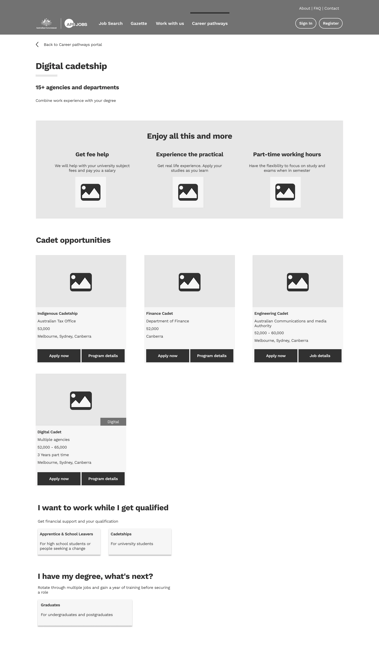 About | FAQ | Contact
APSJOBS
Job Search
Gazette
Work with us
Career pathways
Sign in
Register
Back to Career pathways portal
Digital cadetship
15+ agencies and departments
Combine work experience with your degree
Enjoy all this and more
Get fee help
We will help with your university subject
fees and pay you a salary
Experience the practical
Get real life experience. Apply your
studies as you learn
Part-time working hours
Have the flexibility to focus on study and
exams when in semester
Cadet opportunities
Indigenous Cadetship
Australian Tax Office
52,000
Melbourne, Sydney, Canberra
Apply now
Program details
Finance Cadet
Department of Finance
52,000
Canberra
Apply now
Program details
Engineering Cadet
Australian Communications and media
Authority
52,000 - 60,000
Melbourne, Sydney, Canberra
Apply now
Job details
Digital
Digital Cadet
Multiple agencies
52,000 - 65,000
3 Years part time
Melbourne, Sydney, Canberra
Apply now
Program details
I want to work while I get qualified
Get financial support and your qualification
Apprentice & School Leavers
For high school students or
people seeking a change
Cadetships
For university students
I have my degree, what's next?
Rotate through multiple jobs and gain a year of training before securing
a role
Graduates
For undergraduates and postgraduates